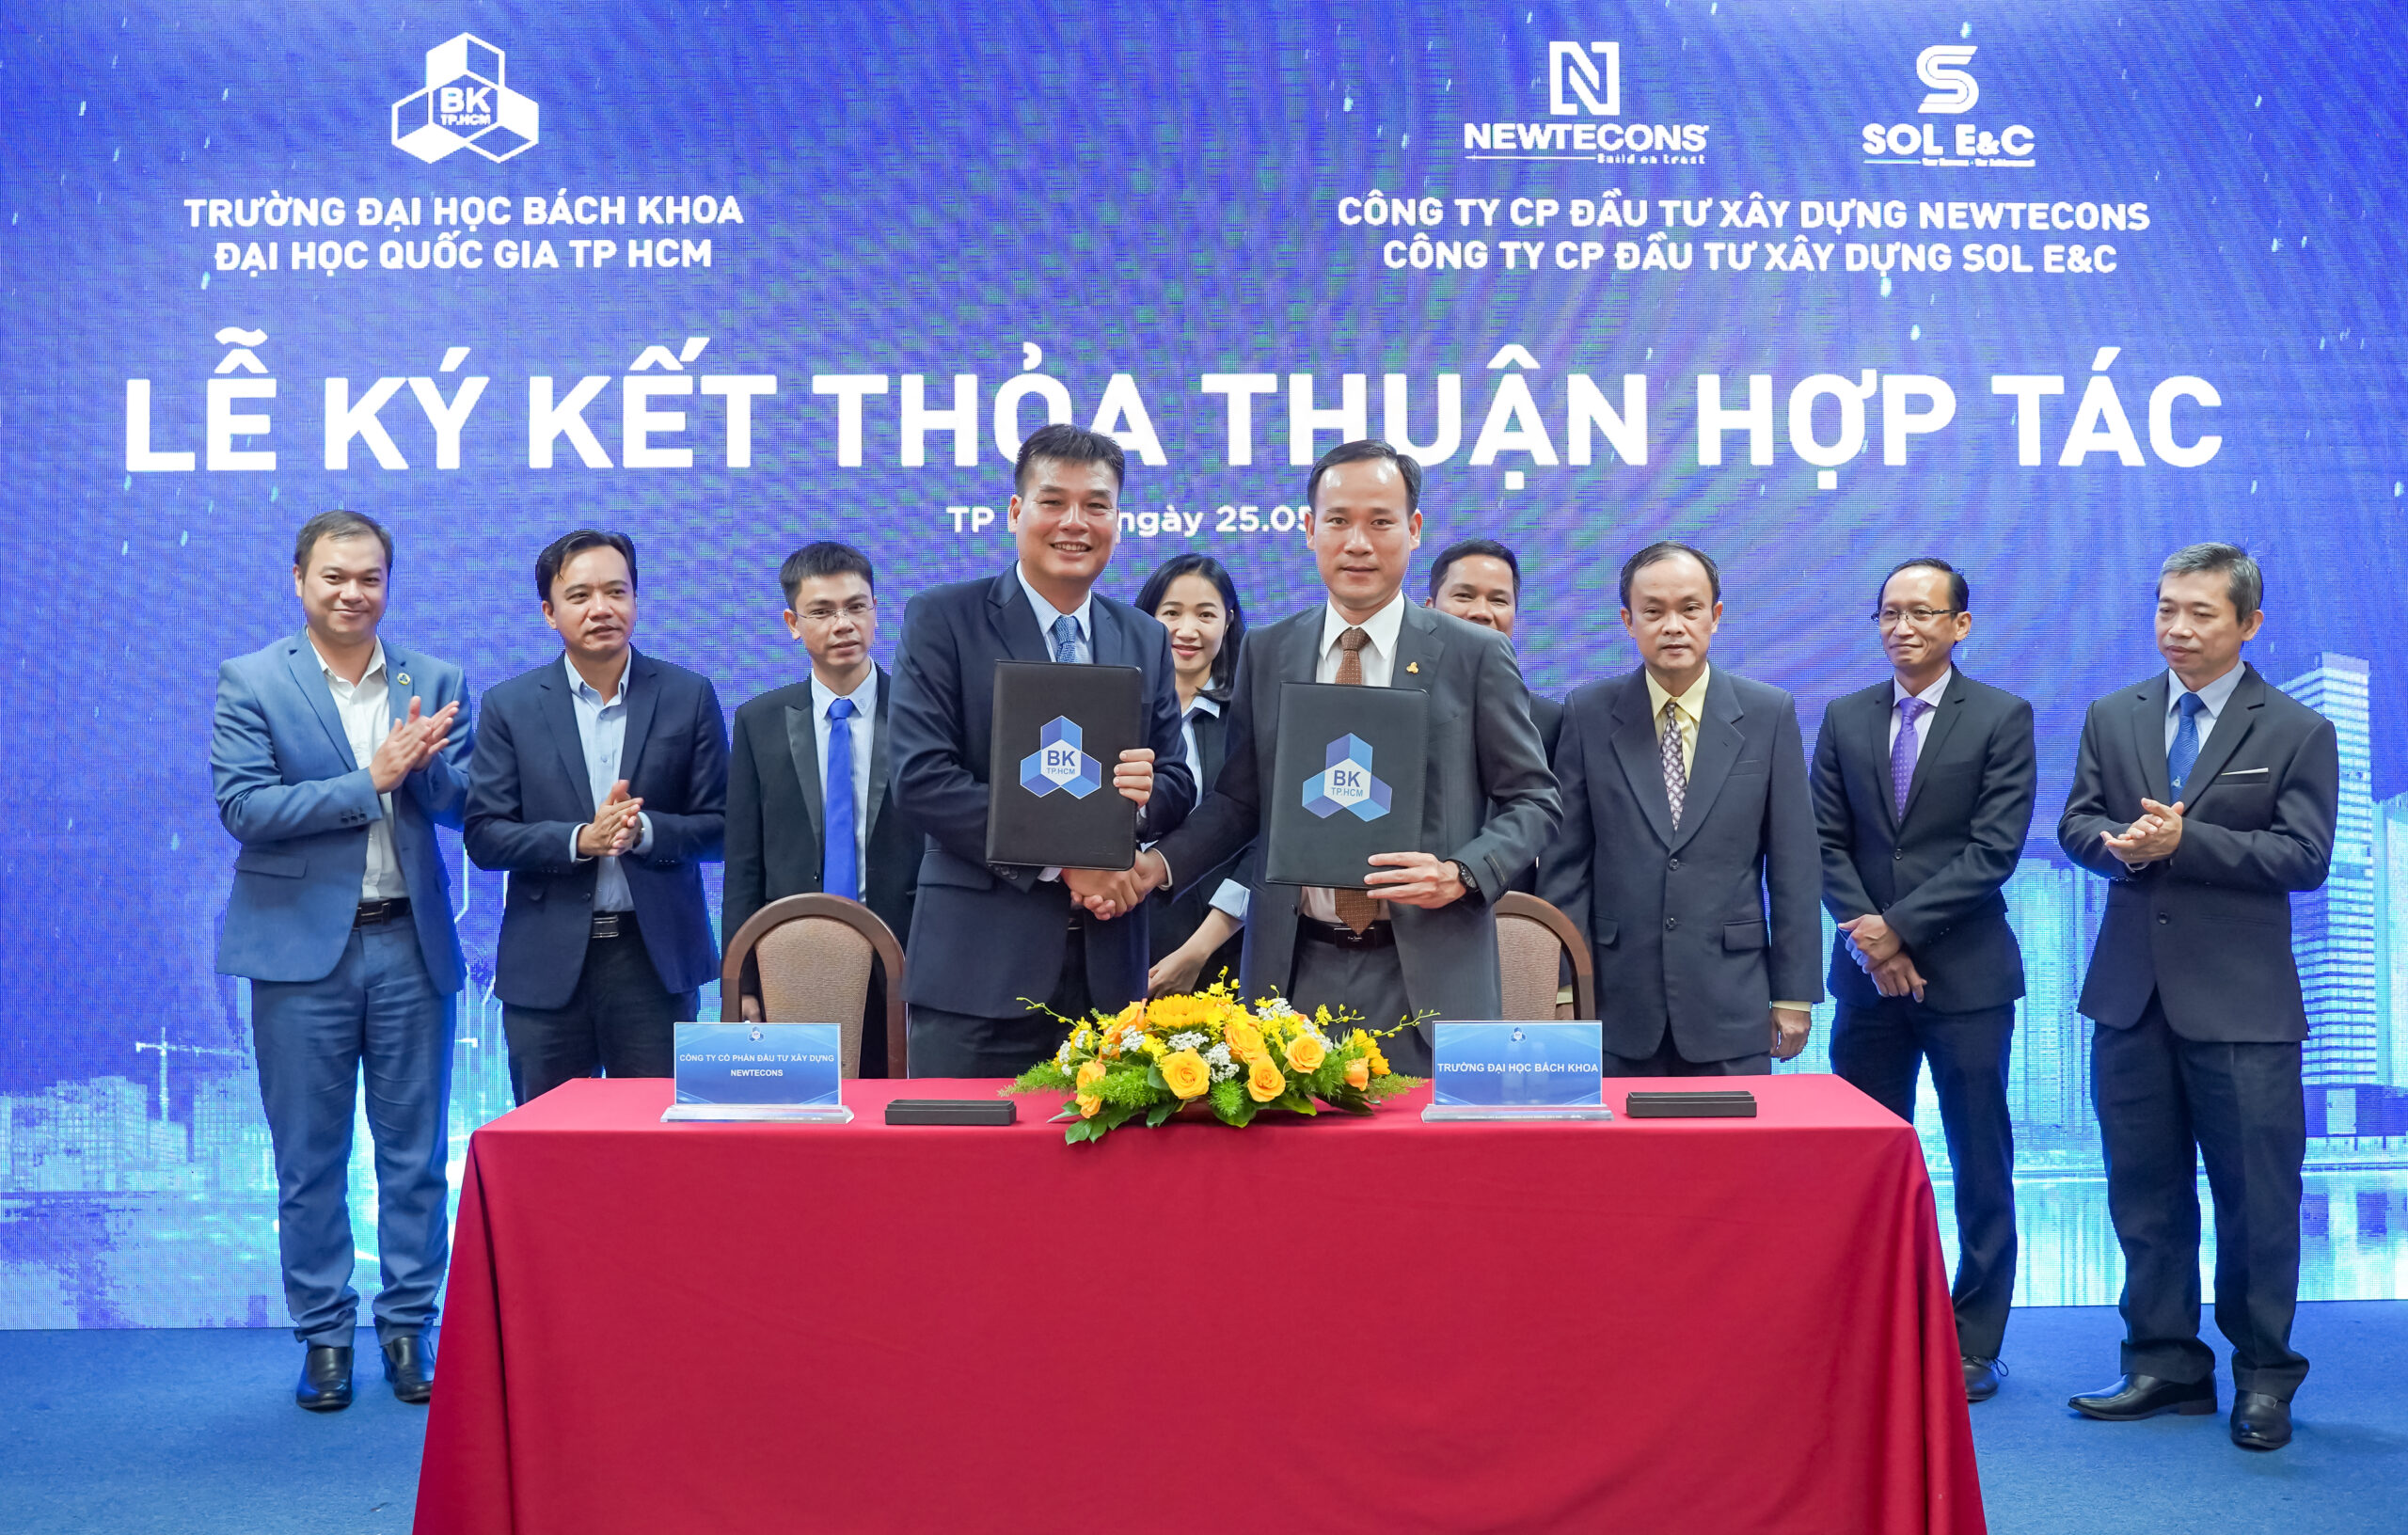 BK
TP.HCM
TRƯỜNG ĐẠI HỌC BÁCH KHOA
ĐẠI HỌC QUỐC GIA TP HCM
NEWTECONS
Build on trust
SOL E&C
CÔNG TY CP ĐẦU TƯ XÂY DỰNG NEWTECONS
CÔNG TY CP ĐẦU TƯ XÂY DỰNG SOL E&C
LỄ KÝ KẾT THỎA THUẬN HỢP TÁC
TP ngày 25.05
BK
TP.HCM
BK
TP.HCM
CÔNG TY CỔ PHẦN ĐẦU TƯ XÂY DỰNG
NEWTECONS
TRƯỜNG ĐẠI HỌC BÁCH KHOA